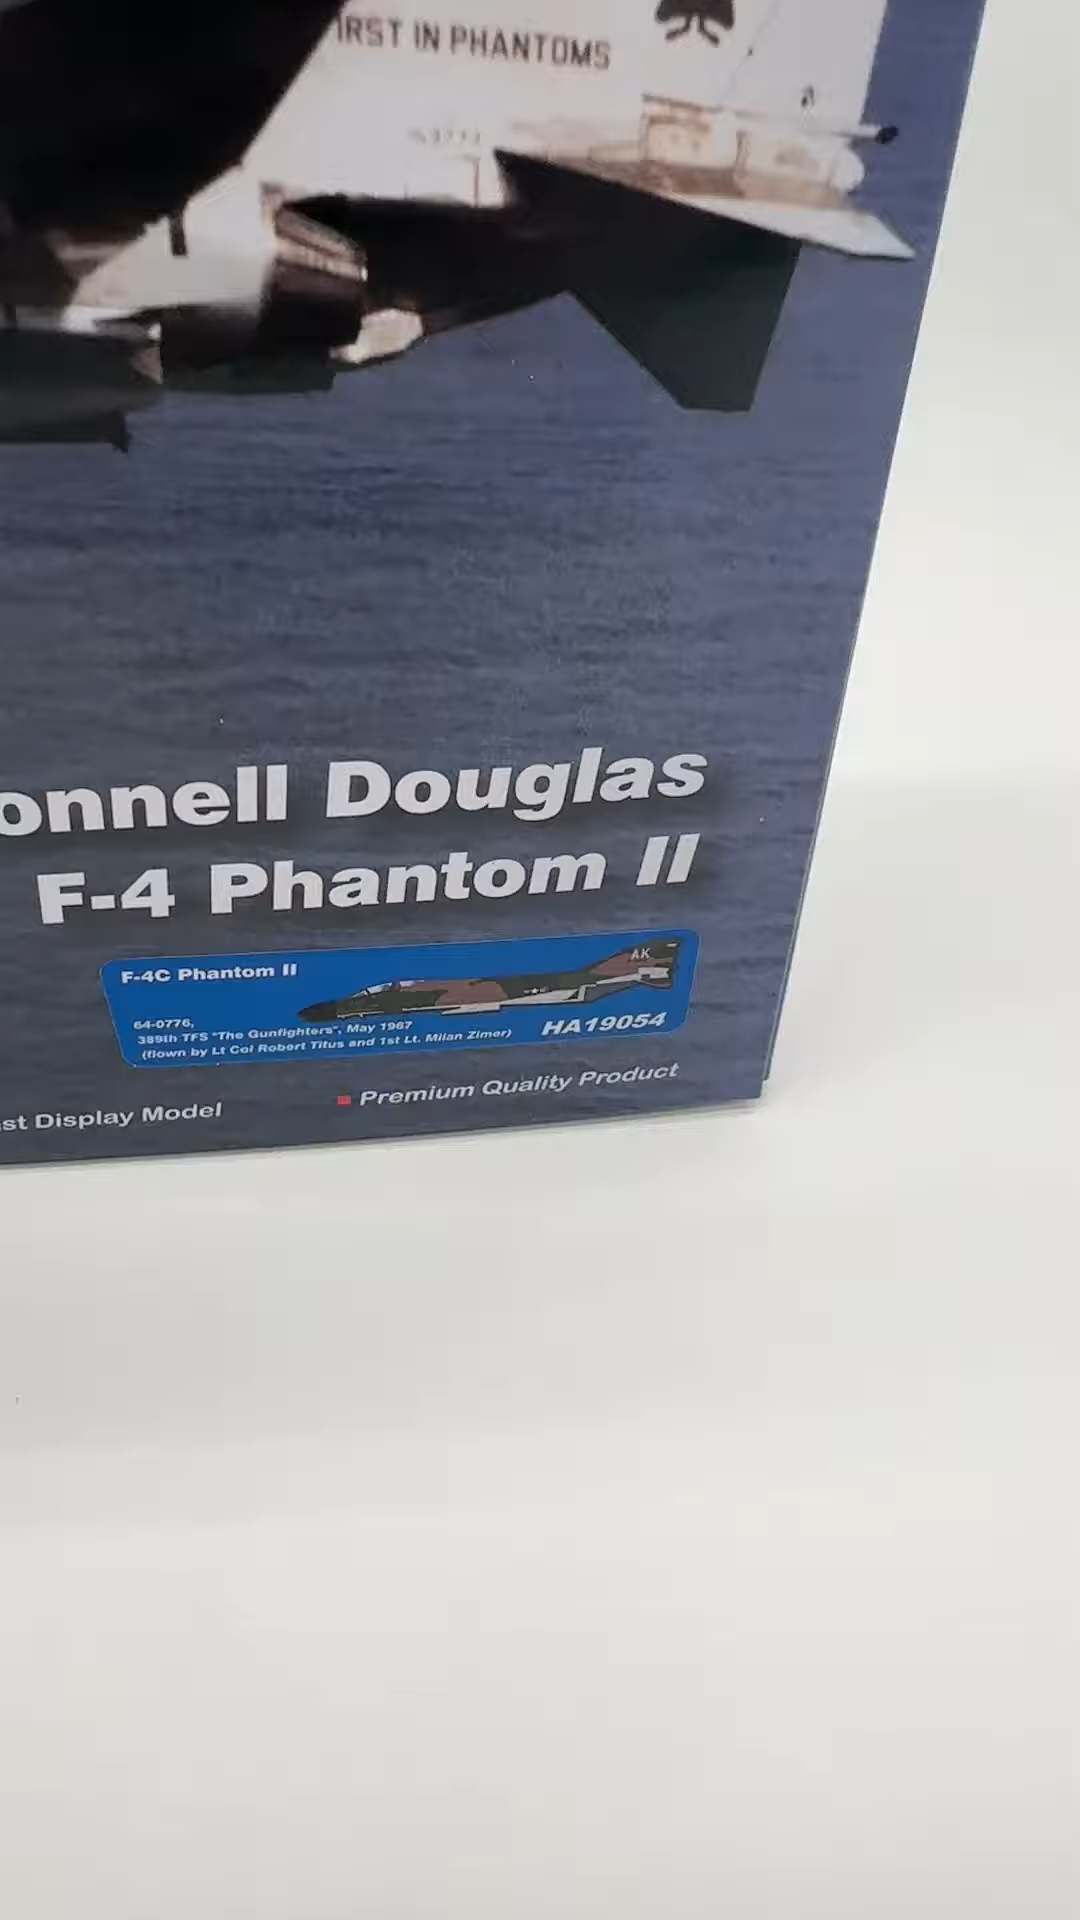 IRST IN PHANTOMS
onnell Douglas
F-4 Phantom II
F-4C Phantom II
AK
64-0776,
389th TFS "The Gunfighters", May 1967
(flown by Lt Col Robert Titus and 1st Lt. Milan Zimer)
HA19054
st Display Model
Premium Quality Product